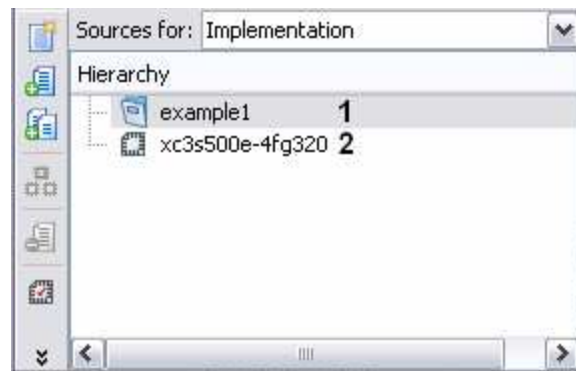 Sources for: Implementation
Hierarchy
example1 1
xc3s500e-4fg320 2